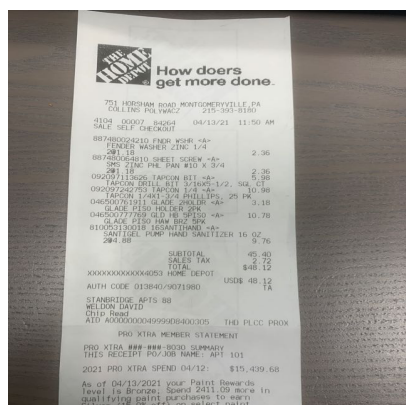 THE
HOME
DEPOT
How doers
get more done.
751 HORSHAM ROAD MONTGOMERYVILLE,PA
COLLINS POLYWACZ 215-393-8180
4104 00007 84264 04/13/21 11:50 AM
SALE SELF CHECKOUT
887480024210 FNDR WSHR <A>
FENDER WASHER ZINC 1/4
2@1.18 2.36
887480064810 SHEET SCREW <A>
SMS ZINC PHL PAN #10 X 3/4
2@1.18 2.36
092097113626 TAPCON BIT <A> 5.98
TAPCON DRILL BIT 3/16X5-1/2, SQL CT
092097242753 TAPCON 1/4 <A> 10.98
TAPCON 1/4X1-3/4 PHILLIPS, 25 PK
046500761911 GLADE 2HOLDR <A> 3.18
GLADE PISO HOLDER 2PK
046500777769 GLD HB 5PISO <A> 10.78
GLADE PISO HAW BRZ 5PK
810053130018 16SANTIHAND <A>
SANTIGEL PUMP HAND SANITIZER 16 OZ
2@4.88 9.76
SUBTOTAL 45.40
SALES TAX 2.72
TOTAL $48.12
XXXXXXXXXXXX4053 HOME DEPOT
USD$ 48.12
AUTH CODE 013840/9071980 TA
STANBRIDGE APTS 88
WELDON DAVID
Chip Read
AID A0000000049999D8400305 THD PLCC PROX
PRO XTRA MEMBER STATEMENT
PRO XTRA ###-###-8030 SUMMARY
THIS RECEIPT PO/JOB NAME: APT 101
2021 PRO XTRA SPEND 04/12: $15,439.68
As of 04/13/2021 your Paint Rewards
level is Bronze; Spend 2411.09 more in
qualifying paint purchases to earn